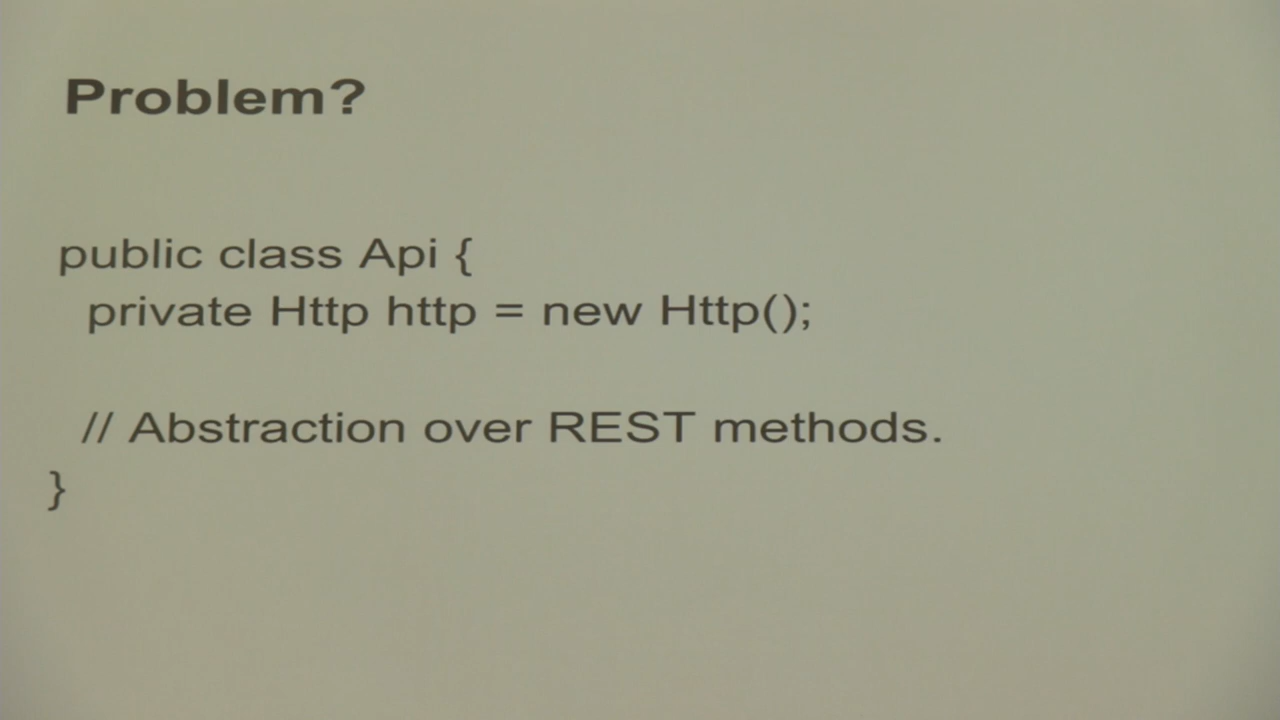 Problem?
public class Api {
private Http http = new Http();
// Abstraction over REST methods.
}